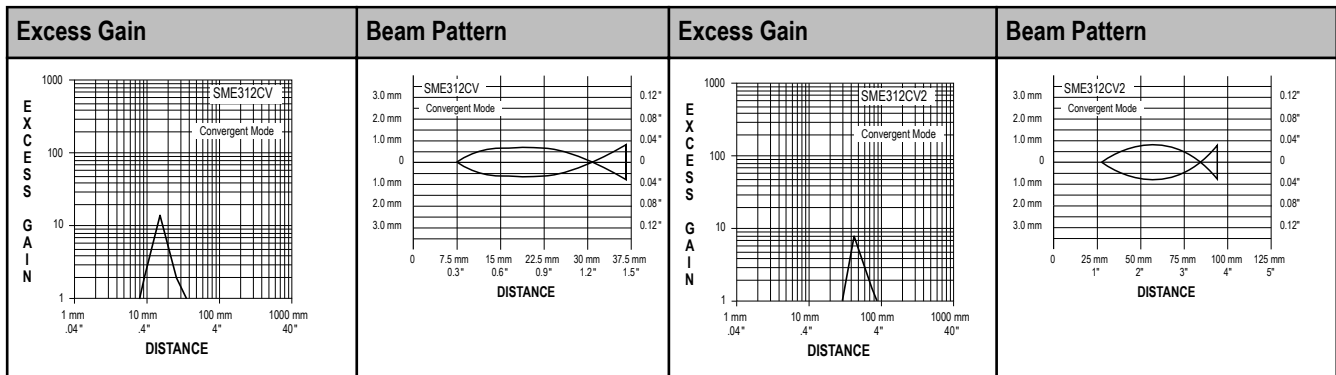 Excess Gain
Beam Pattern
Excess Gain
Beam Pattern
1000
100
10
1
E
X
C
E
S
S
G
A
I
N
SME312CV
Convergent Mode
1 mm
.04"
10 mm
.4"
100 mm
4"
1000 mm
40"
DISTANCE
3.0 mm
2.0 mm
1.0 mm
0
1.0 mm
2.0 mm
3.0 mm
SME312CV
Convergent Mode
0.12"
0.08"
0.04"
0
0.04"
0.08"
0.12"
0
7.5 mm
0.3"
15 mm
0.6"
22.5 mm
0.9"
30 mm
1.2"
37.5 mm
1.5"
DISTANCE
1000
100
10
1
E
X
C
E
S
S
G
A
I
N
SME312CV2
Convergent Mode
1 mm
.04"
10 mm
.4"
100 mm
4"
1000 mm
40"
DISTANCE
3.0 mm
2.0 mm
1.0 mm
0
1.0 mm
2.0 mm
3.0 mm
SME312CV2
Convergent Mode
0.12"
0.08"
0.04"
0
0.04"
0.08"
0.12"
0
25 mm
1"
50 mm
2"
75 mm
3"
100 mm
4"
125 mm
5"
DISTANCE